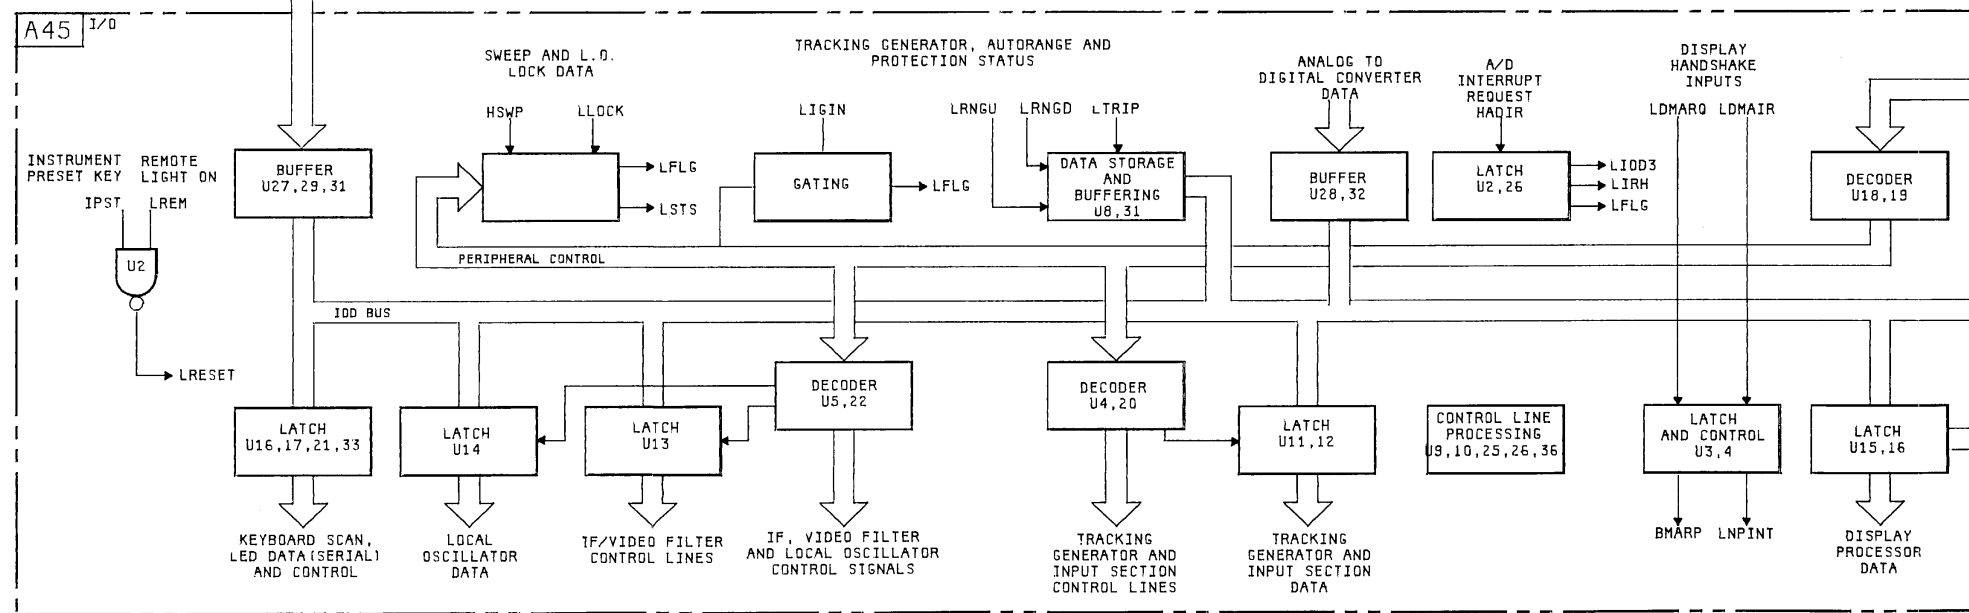 A45 I/O
SWEEP AND L.O.
LOCK DATA
TRACKING GENERATOR, AUTORANGE AND
PROTECTION STATUS
ANALOG TO
DIGITAL CONVERTER
DATA
A/D
INTERRUPT
REQUEST
HADIR
DISPLAY
HANDSHAKE
INPUTS
LDMARQ LDMAIR
HSWP
LLOCK
LIGIN
LRNGU
LRNGD
LTRIP
INSTRUMENT
PRESET KEY
REMOTE
LIGHT ON
IPST
LREM
U2
LRESET
BUFFER
U27,29,31
LFLG
LSTS
GATING
LFLG
DATA STORAGE
AND
BUFFERING
U8,31
BUFFER
U28,32
LATCH
U2,26
LIOD3
LIRH
LFLG
DECODER
U18,19
PERIPHERAL CONTROL
IOD BUS
LATCH
U16,17,21,33
LATCH
U14
LATCH
U13
DECODER
U5,22
DECODER
U4,20
LATCH
U11,12
CONTROL LINE
PROCESSING
U9,10,25,26,36
LATCH
AND CONTROL
U3,4
LATCH
U15,16
KEYBOARD SCAN,
LED DATA(SERIAL)
AND CONTROL
LOCAL
OSCILLATOR
DATA
IF/VIDEO FILTER
CONTROL LINES
IF, VIDEO FILTER
AND LOCAL OSCILLATOR
CONTROL SIGNALS
TRACKING
GENERATOR AND
INPUT SECTION
CONTROL LINES
TRACKING
GENERATOR AND
INPUT SECTION
DATA
BMARP LNPINT
DISPLAY
PROCESSOR
DATA